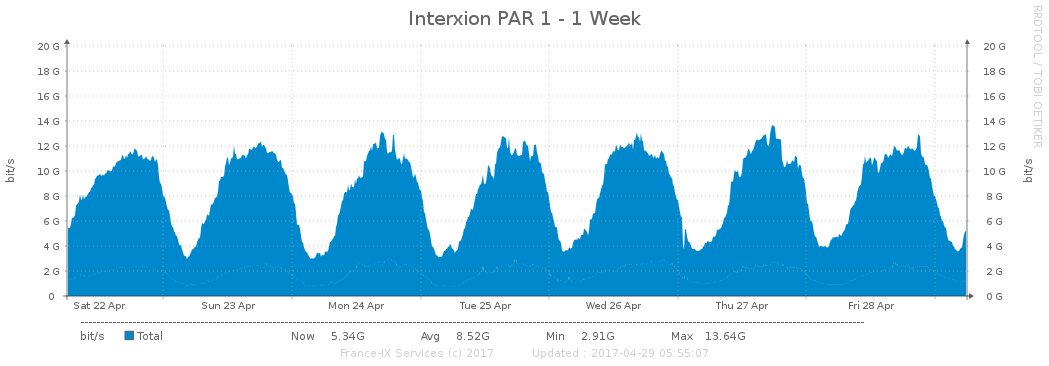 Interxion PAR 1 - 1 Week
RRDTOOL / TOBI OETIKER
20 G 20 G
18 G 18 G
16 G 16 G
14 G 14 G
12 G 12 G
10 G 10 G
8 G 8 G
6 G 6 G
4 G 4 G
2 G 2 G
0 0 G
bit/s
bit/s
Sat 22 Apr Sun 23 Apr Mon 24 Apr Tue 25 Apr Wed 26 Apr Thu 27 Apr Fri 28 Apr
bit/s Total Now 5.34G Avg 8.52G Min 2.91G Max 13.64G
France-IX Services (c) 2017 Updated : 2017-04-29 05:55:07